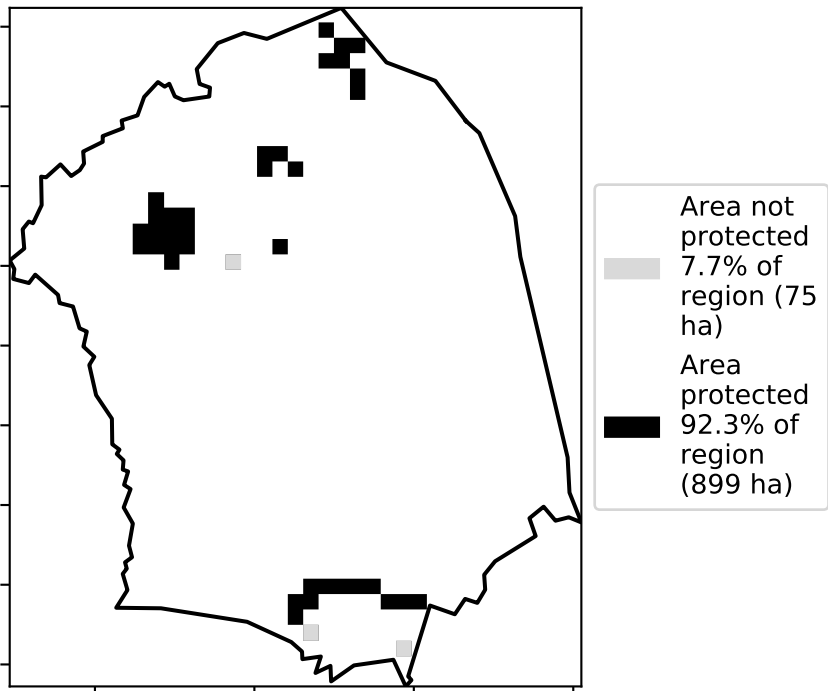 Area not
protected
7.7% of
region (75
ha)
Area
protected
92.3% of
region
(899 ha)